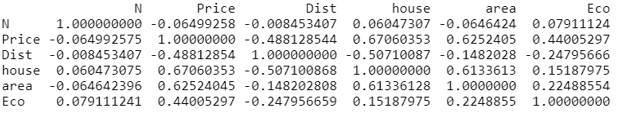 N Price Dist house area Eco
N 1.000000000 -0.06499258 -0.008453407 0.06047307 -0.0646424 0.07911124
Price -0.064992575 1.00000000 -0.488128544 0.67060353 0.6252405 0.44005297
Dist -0.008453407 -0.48812854 1.000000000 -0.50710087 -0.1482028 -0.24795666
house 0.060473075 0.67060353 -0.507100868 1.00000000 0.6133613 0.15187975
area -0.064642396 0.62524045 -0.148202808 0.61336128 1.0000000 0.22488554
Eco 0.079111241 0.44005297 -0.247956659 0.15187975 0.2248855 1.00000000